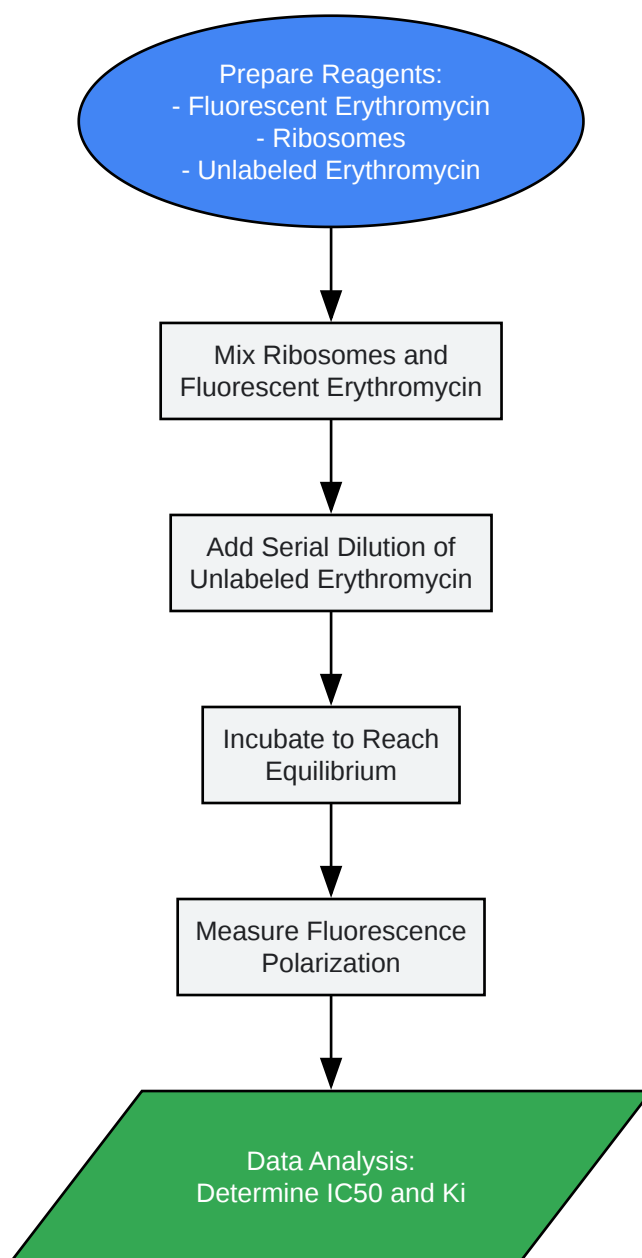 Prepare Reagents:
- Fluorescent Erythromycin
- Ribosomes
- Unlabeled Erythromycin
Mix Ribosomes and
Fluorescent Erythromycin
Add Serial Dilution of
Unlabeled Erythromycin
Incubate to Reach
Equilibrium
Measure Fluorescence
Polarization
Data Analysis:
Determine IC50 and Ki